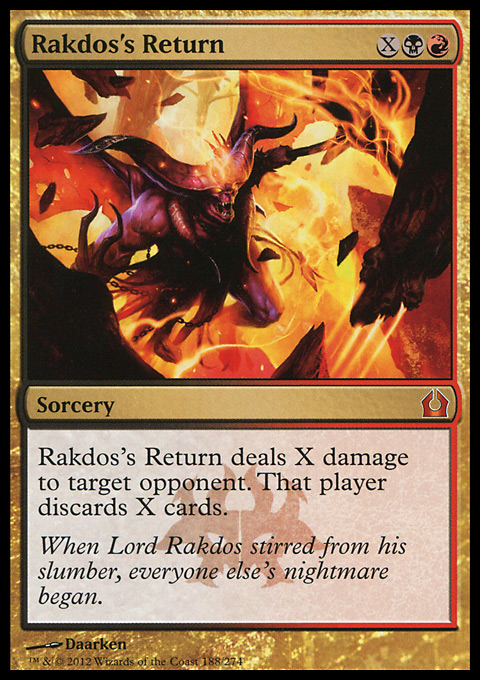 Rakdos's Return X
Sorcery
Rakdos's Return deals X damage
to target opponent. That player
discards X cards.
When Lord Rakdos stirred from his
slumber, everyone else's nightmare
began.
Daarken
™ & © 2012 Wizards of the Coast 188/274